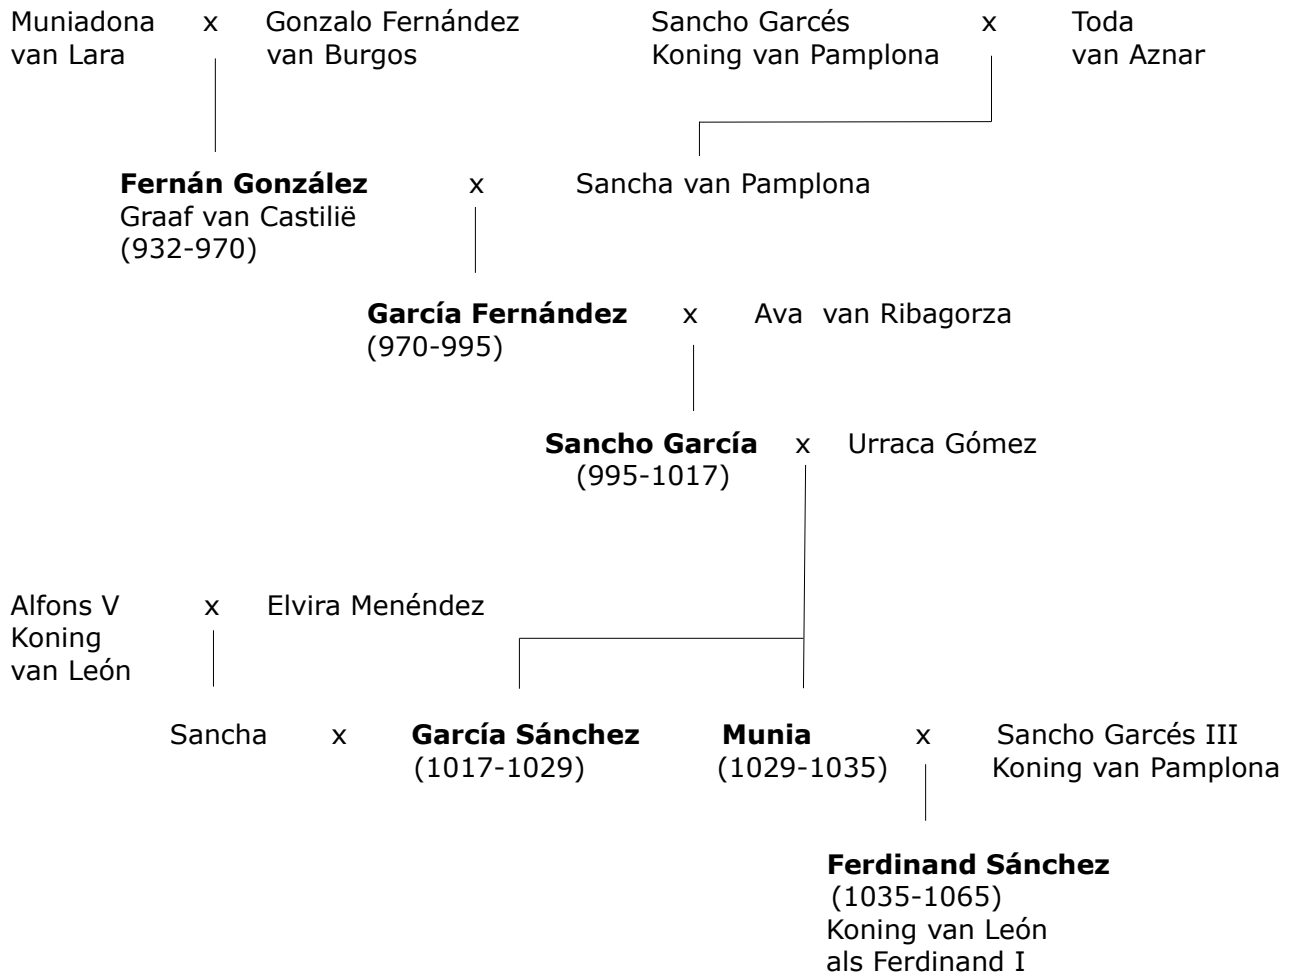 Muniadona x Gonzalo Fernández Sancho Garcés x Toda
van Lara van Burgos Koning van Pamplona van Aznar
Fernán González x Sancha van Pamplona
Graaf van Castilië
(932-970)
García Fernández x Ava van Ribagorza
(970-995)
Sancho García x Urraca Gómez
(995-1017)
Alfons V x Elvira Menéndez
Koning
van León
Sancha x García Sánchez Munia x Sancho Garcés III
(1017-1029) (1029-1035) Koning van Pamplona
Ferdinand Sánchez
(1035-1065)
Koning van León
als Ferdinand I